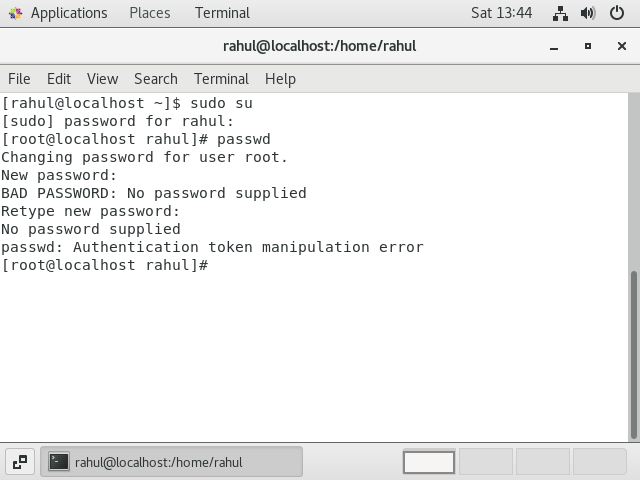 Applications Places Terminal Sat 13:44
rahul@localhost:/home/rahul
File Edit View Search Terminal Help
[rahul@localhost ~]$ sudo su
[sudo] password for rahul:
[root@localhost rahul]# passwd
Changing password for user root.
New password:
BAD PASSWORD: No password supplied
Retype new password:
No password supplied
passwd: Authentication token manipulation error
[root@localhost rahul]#
rahul@localhost:/home/rahul